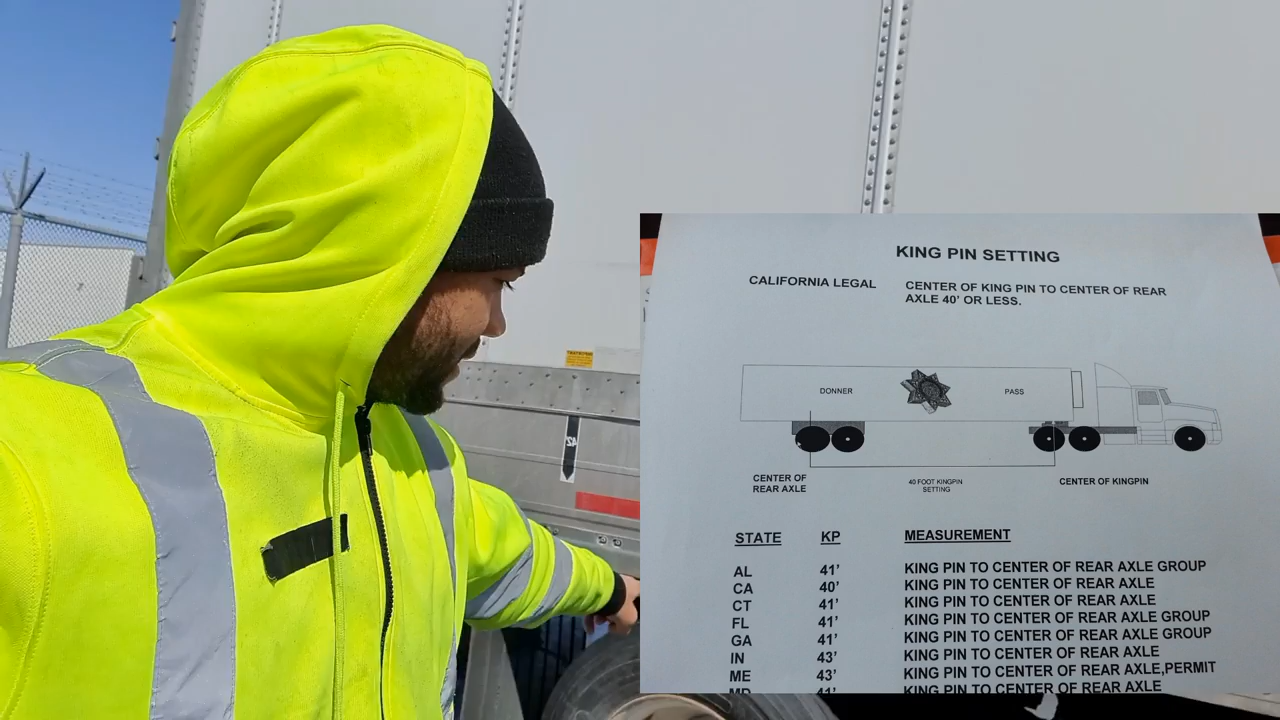 42
KING PIN SETTING
CALIFORNIA LEGAL
CENTER OF KING PIN TO CENTER OF REAR
AXLE 40' OR LESS.
DONNER
PASS
CENTER OF
REAR AXLE
40 FOOT KINGPIN
SETTING
CENTER OF KINGPIN
STATE KP MEASUREMENT
AL 41' KING PIN TO CENTER OF REAR AXLE GROUP
CA 40' KING PIN TO CENTER OF REAR AXLE
CT 41' KING PIN TO CENTER OF REAR AXLE
FL 41' KING PIN TO CENTER OF REAR AXLE GROUP
GA 41' KING PIN TO CENTER OF REAR AXLE GROUP
IN 43' KING PIN TO CENTER OF REAR AXLE
ME 43' KING PIN TO CENTER OF REAR AXLE,PERMIT
MD 41' KING PIN TO CENTER OF REAR AXLE